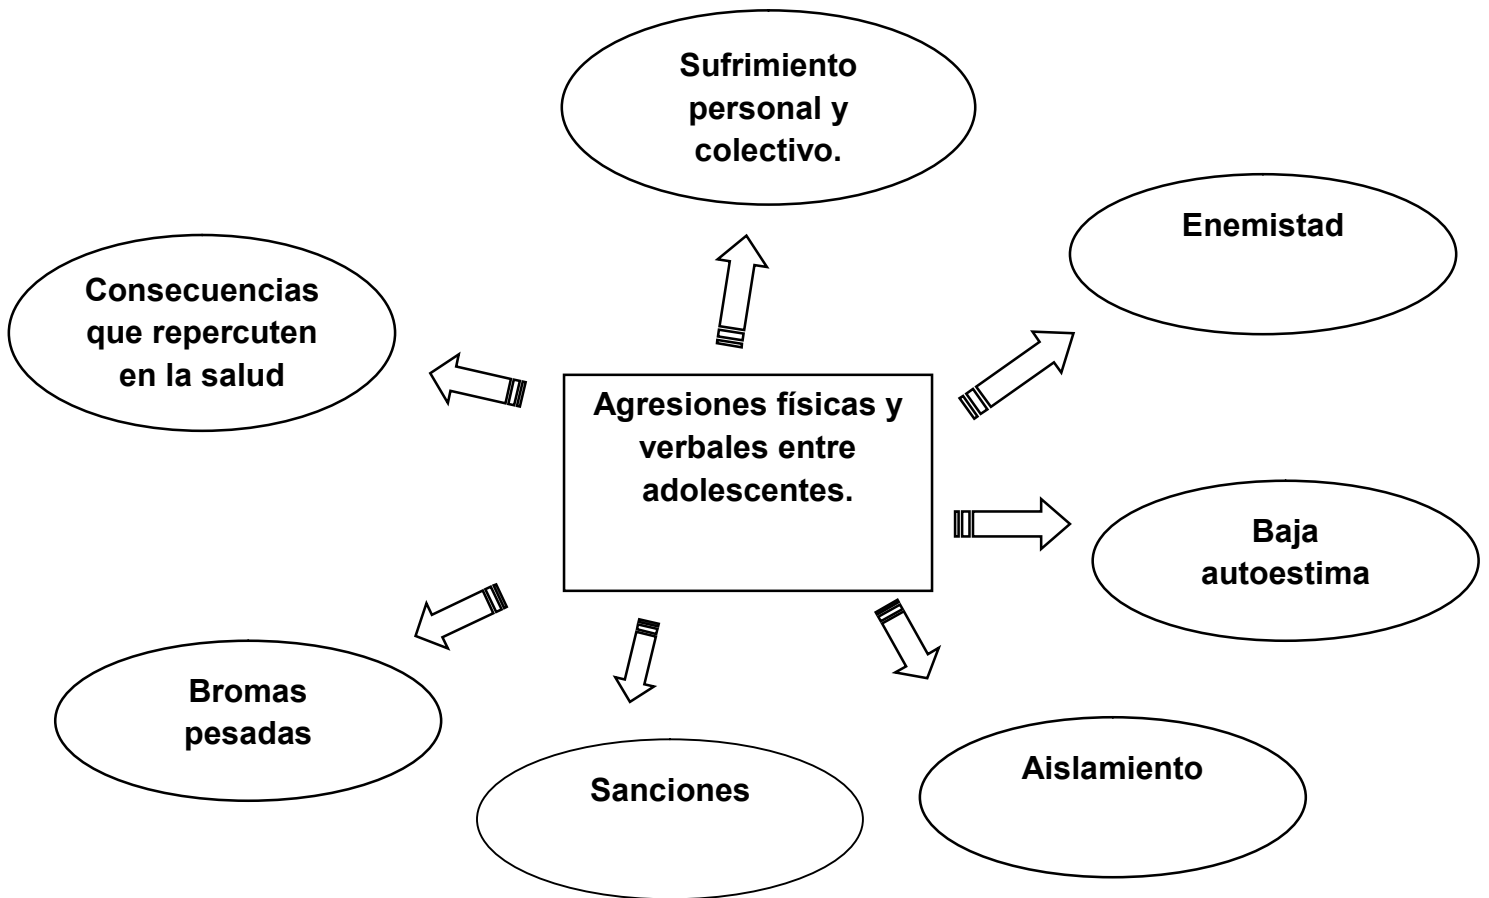 Sufrimiento
personal y
colectivo.
Enemistad
Consecuencias
que repercuten
en la salud
Agresiones físicas y
verbales entre
adolescentes.
Baja
autoestima
Bromas
pesadas
Sanciones
Aislamiento